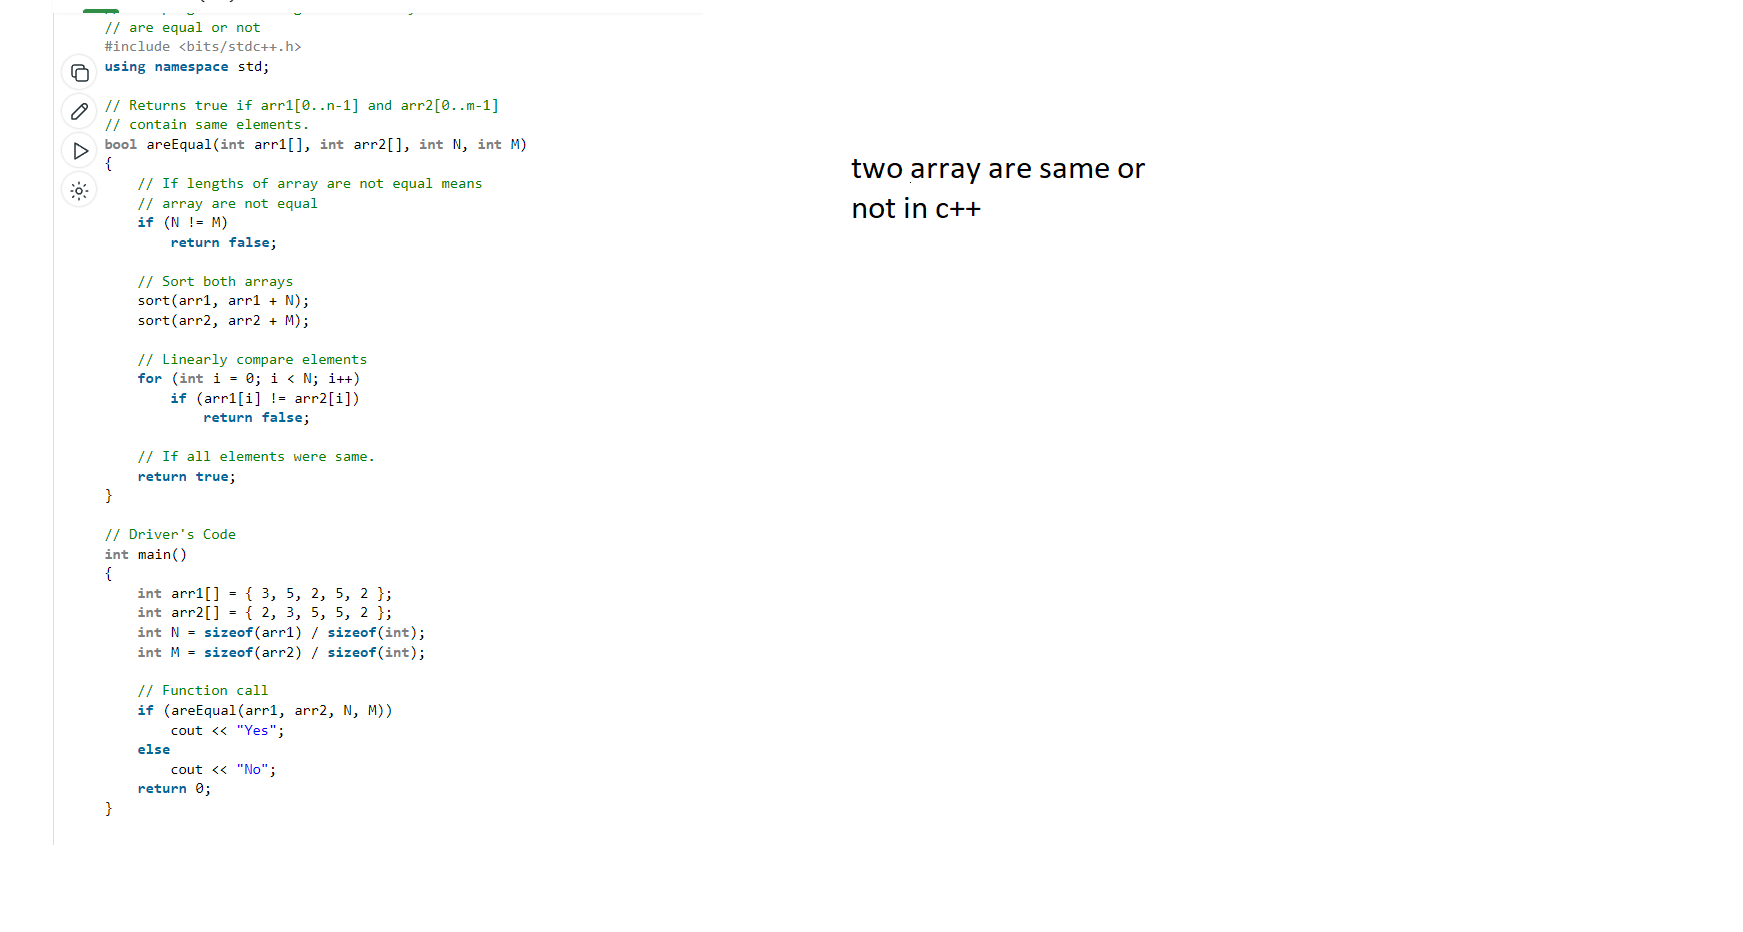 // are equal or not
#include <bits/stdc++.h>
using namespace std;
// Returns true if arr1[0..n-1] and arr2[0..m-1]
// contain same elements.
bool areEqual(int arr1[], int arr2[], int N, int M)
{
    // If lengths of array are not equal means
    // array are not equal
    if (N != M)
        return false;
    // Sort both arrays
    sort(arr1, arr1 + N);
    sort(arr2, arr2 + M);
    // Linearly compare elements
    for (int i = 0; i < N; i++)
        if (arr1[i] != arr2[i])
            return false;
    // If all elements were same.
    return true;
}
// Driver's Code
int main()
{
    int arr1[] = { 3, 5, 2, 5, 2 };
    int arr2[] = { 2, 3, 5, 5, 2 };
    int N = sizeof(arr1) / sizeof(int);
    int M = sizeof(arr2) / sizeof(int);
    // Function call
    if (areEqual(arr1, arr2, N, M))
        cout << "Yes";
    else
        cout << "No";
    return 0;
}
two array are same or
not in c++